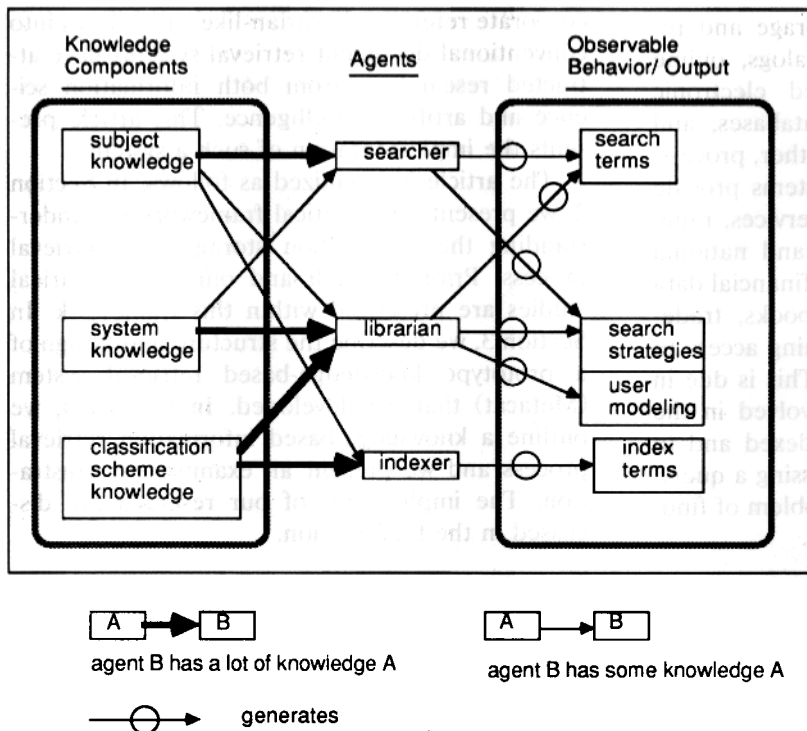 Knowledge Components
Agents
Observable Behavior/ Output
subject knowledge
searcher
search terms
system knowledge
librarian
search strategies
user modeling
classification scheme knowledge
indexer
index terms
A B
agent B has a lot of knowledge A
A B
agent B has some knowledge A
generates